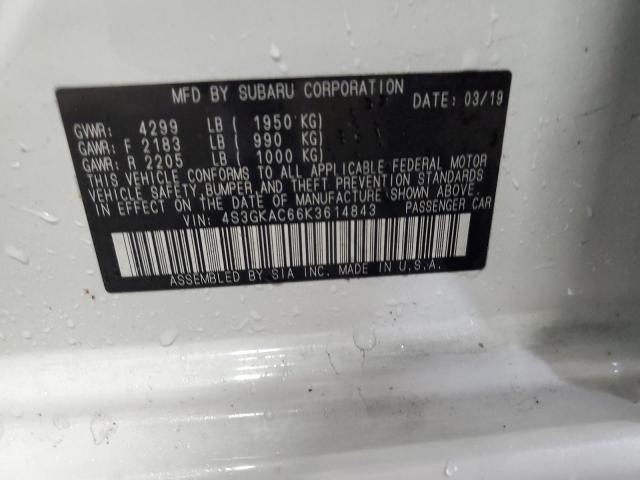 MFD BY SUBARU CORPORATION
DATE: 03/19
GVWR: 4299 LB ( 1950 KG)
GAWR: F 2183 LB ( 990 KG)
GAWR: R 2205 LB ( 1000 KG)
THIS VEHICLE CONFORMS TO ALL APPLICABLE FEDERAL MOTOR
VEHICLE SAFETY, BUMPER, AND THEFT PREVENTION STANDARDS
IN EFFECT ON THE DATE OF MANUFACTURE SHOWN ABOVE.
VIN: 4S3GKAC66K3614843 PASSENGER CAR
ASSEMBLED BY SIA INC. MADE IN U.S.A.